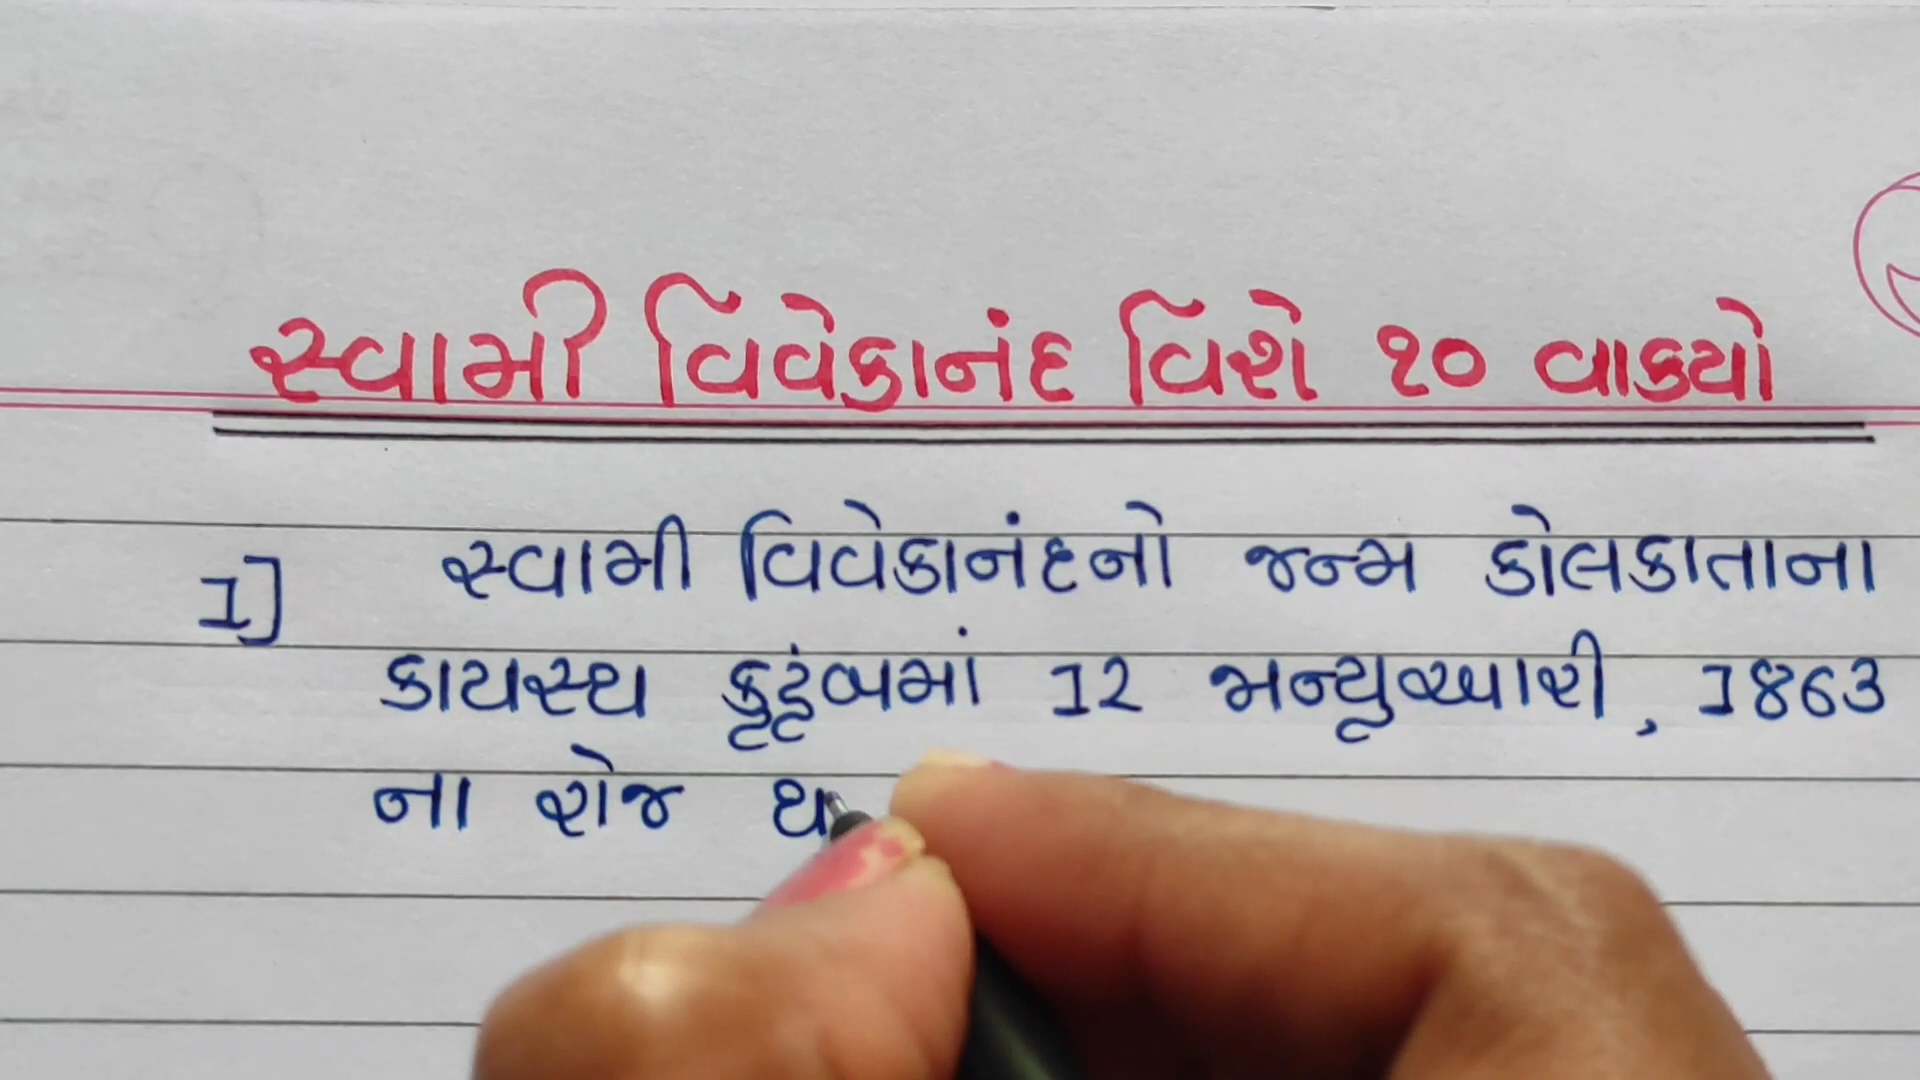 સ્વામી વિવેકાનંદ વિશે ૧૦ વાક્યો
1] સ્વામી વિવેકાનંદનો જન્મ કોલકાતાના
કાયસ્થ કુટુંબમાં 12 જાન્યુઆરી, 1863
ના રોજ થ